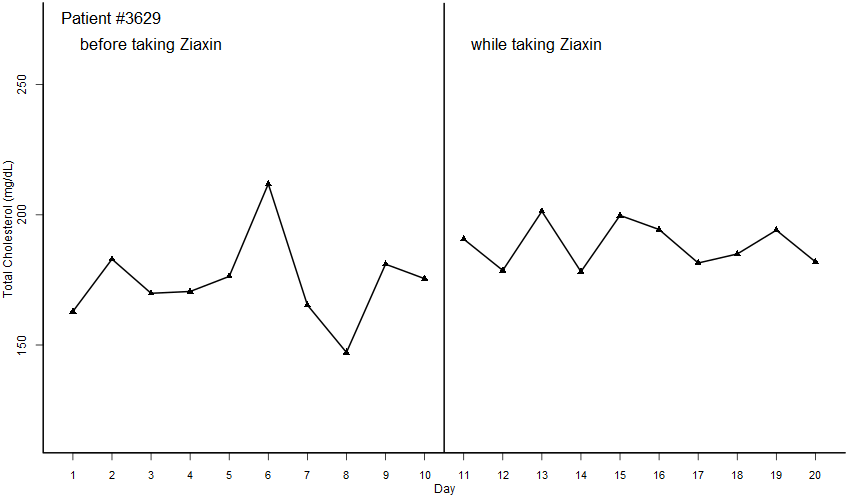 Patient #3629
before taking Ziaxin
while taking Ziaxin
Total Cholesterol (mg/dL)
250
200
150
1 2 3 4 5 6 7 8 9 10 11 12 13 14 15 16 17 18 19 20
Day